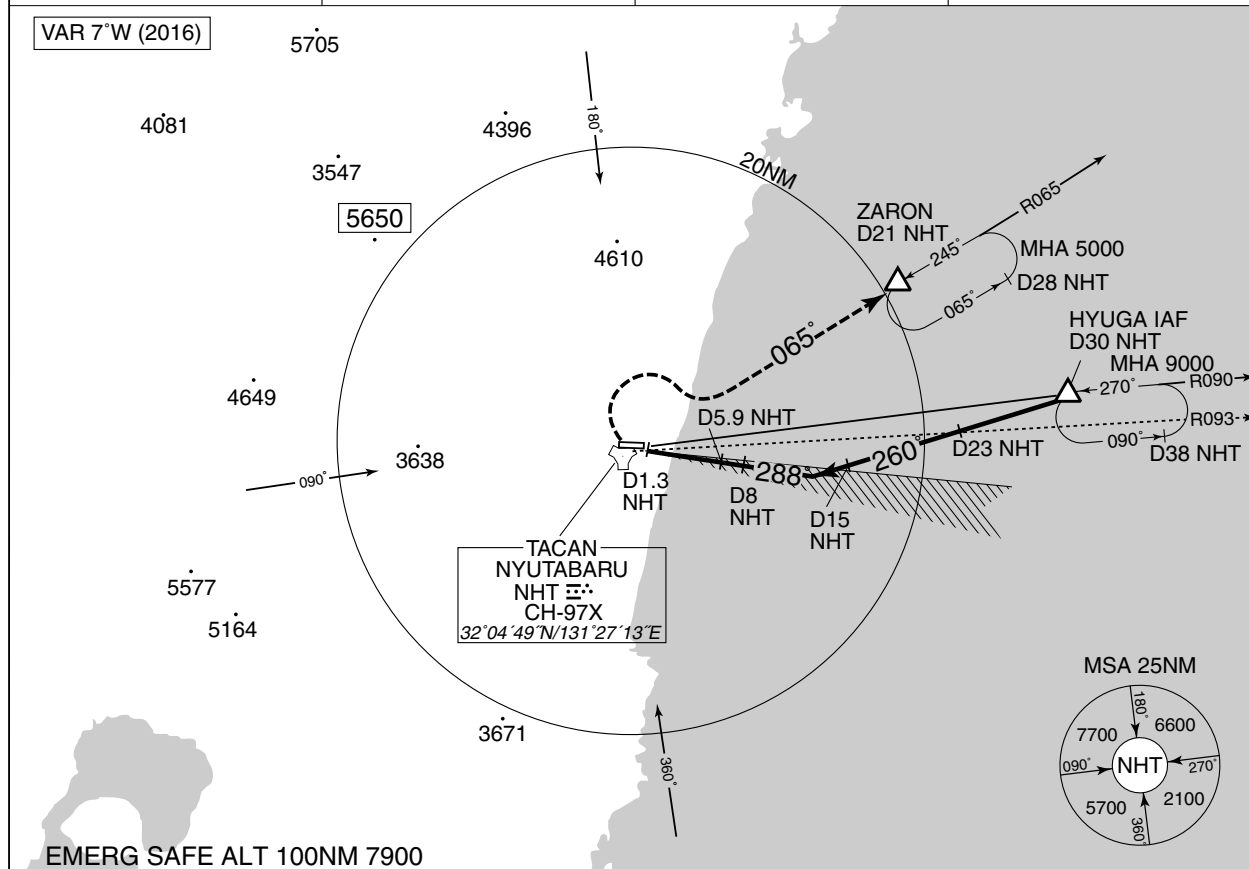 VAR 7°W (2016)
5705
4081
4396
3547
5650
4610
180°
20NM
ZARON
D21 NHT
R065
245°
MHA 5000
065°
D28 NHT
065°
HYUGA IAF
D30 NHT
MHA 9000
270°
R090
R093
090°
D38 NHT
4649
3638
090°
D5.9 NHT
D23 NHT
260°
288°
D1.3
NHT
D8
NHT
D15
NHT
TACAN
NYUTABARU
NHT
CH-97X
32°04´49˝N/131°27´13˝E
5577
5164
3671
360°
MSA 25NM
180°
7700
6600
090°
NHT
270°
5700
2100
360°
EMERG SAFE ALT 100NM 7900